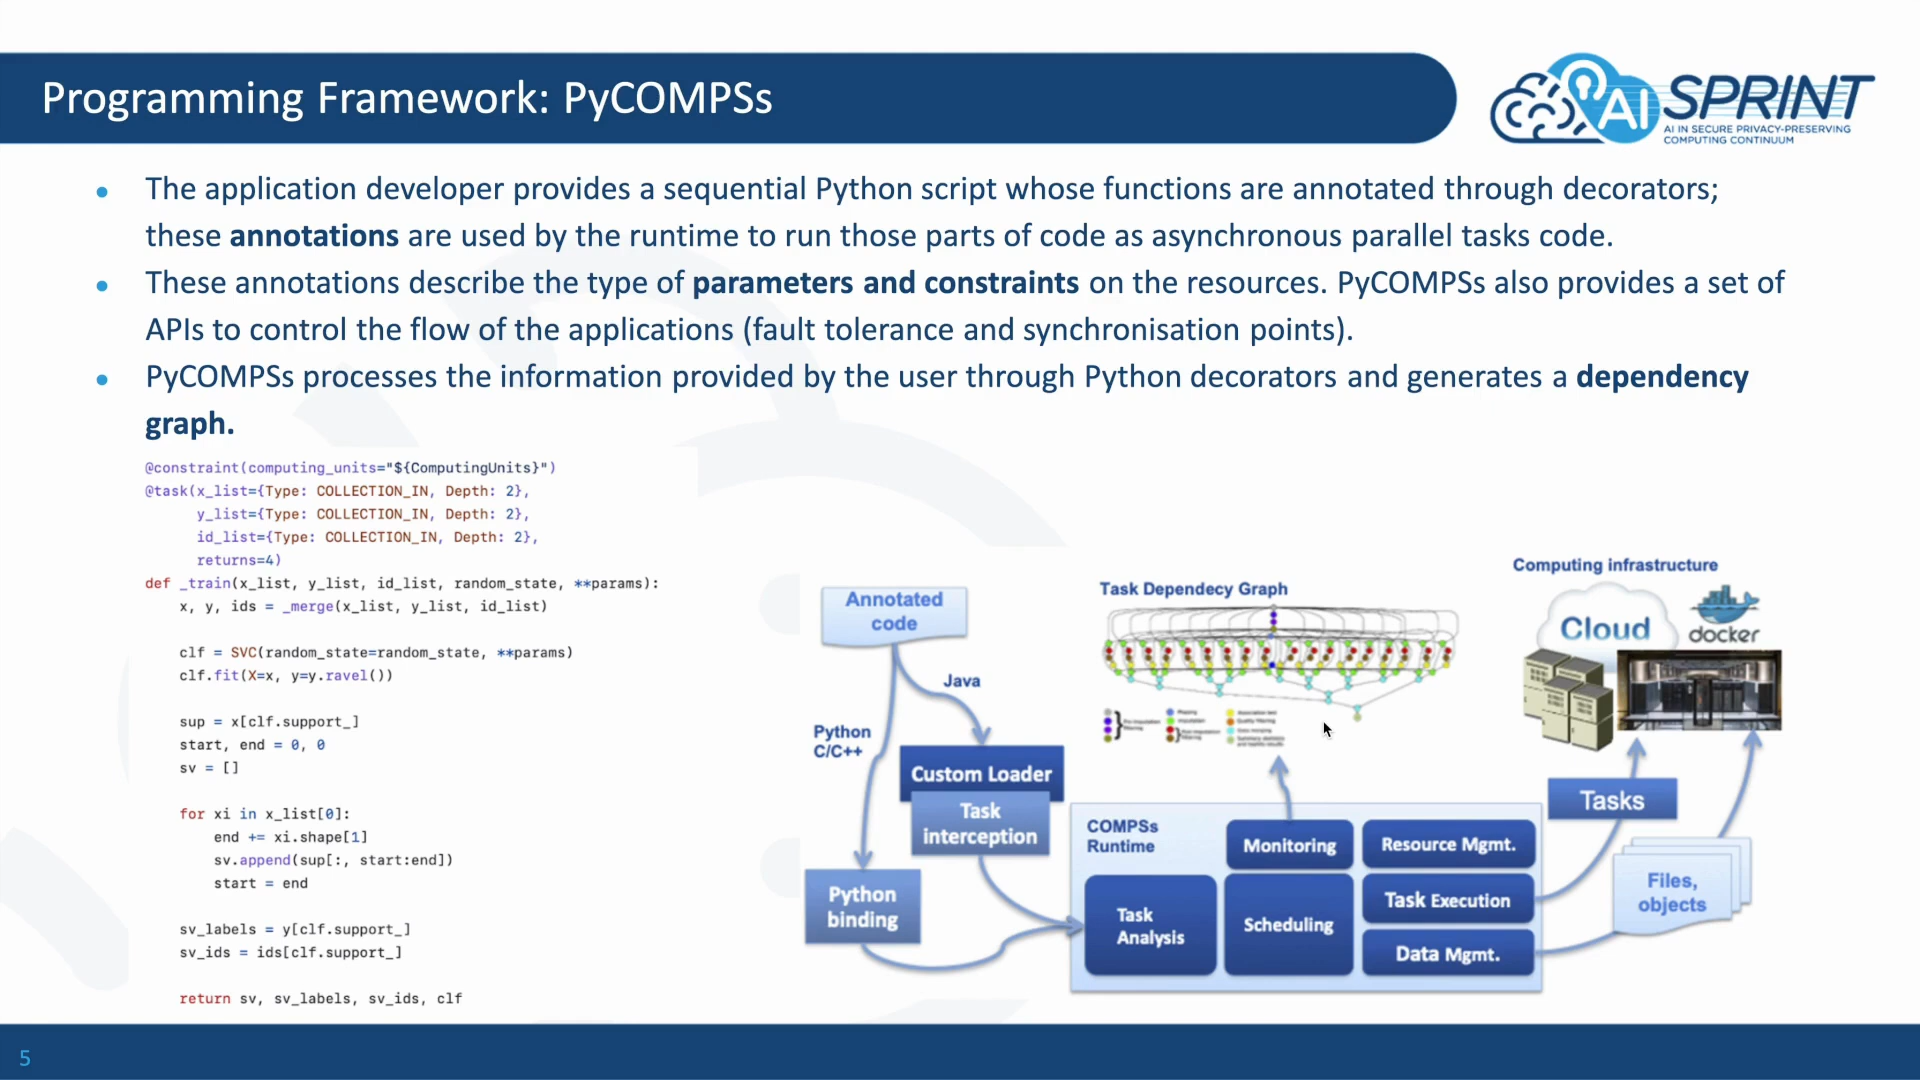 Programming Framework: PyCOMPSs
AI SPRINT
AI IN SECURE PRIVACY-PRESERVING
COMPUTING CONTINUUM
• The application developer provides a sequential Python script whose functions are annotated through decorators;
these annotations are used by the runtime to run those parts of code as asynchronous parallel tasks code.
• These annotations describe the type of parameters and constraints on the resources. PyCOMPSs also provides a set of
APIs to control the flow of the applications (fault tolerance and synchronisation points).
• PyCOMPSs processes the information provided by the user through Python decorators and generates a dependency
graph.
@constraint(computing_units="${ComputingUnits}")
@task(x_list={Type: COLLECTION_IN, Depth: 2},
y_list={Type: COLLECTION_IN, Depth: 2},
id_list={Type: COLLECTION_IN, Depth: 2},
returns=4)
def _train(x_list, y_list, id_list, random_state, **params):
x, y, ids = _merge(x_list, y_list, id_list)
clf = SVC(random_state=random_state, **params)
clf.fit(X=x, y=y.ravel())
sup = x[clf.support_]
start, end = 0, 0
sv = []
for xi in x_list[0]:
end += xi.shape[1]
sv.append(sup[:, start:end])
start = end
sv_labels = y[clf.support_]
sv_ids = ids[clf.support_]
return sv, sv_labels, sv_ids, clf
Annotated
code
Java
Python
C/C++
Custom Loader
Task
interception
Python
binding
Task Dependecy Graph
COMPSs
Runtime
Monitoring
Resource Mgmt.
Task
Analysis
Scheduling
Task Execution
Data Mgmt.
Computing infrastructure
Cloud
docker
Tasks
Files,
objects
5